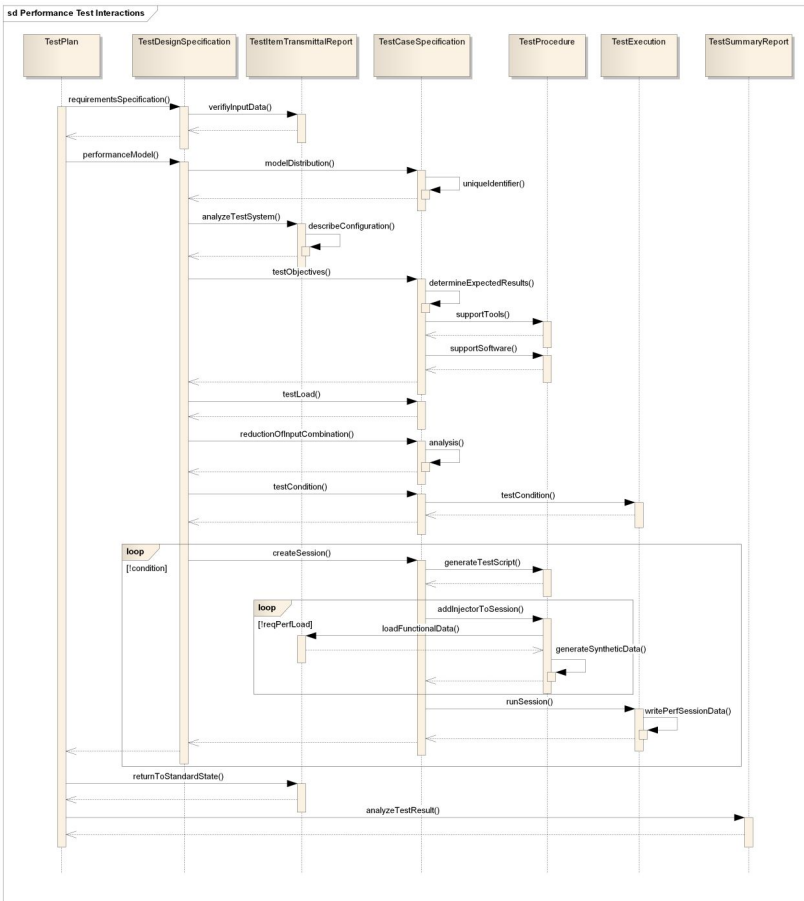 sd Performance Test Interactions
TestPlan
TestDesignSpecification
TestItemTransmittalReport
TestCaseSpecification
TestProcedure
TestExecution
TestSummaryReport
requirementsSpecification()
verifiyInputData()
performanceModel()
modelDistribution()
uniqueIdentifier()
analyzeTestSystem()
describeConfiguration()
testObjectives()
determineExpectedResults()
supportTools()
supportSoftware()
testLoad()
reductionOfInputCombination()
analysis()
testCondition()
testCondition()
loop
[!condition]
createSession()
generateTestScript()
loop
[!reqPerfLoad]
addInjectorToSession()
loadFunctionalData()
generateSyntheticData()
runSession()
writePerfSessionData()
returnToStandardState()
analyzeTestResult()